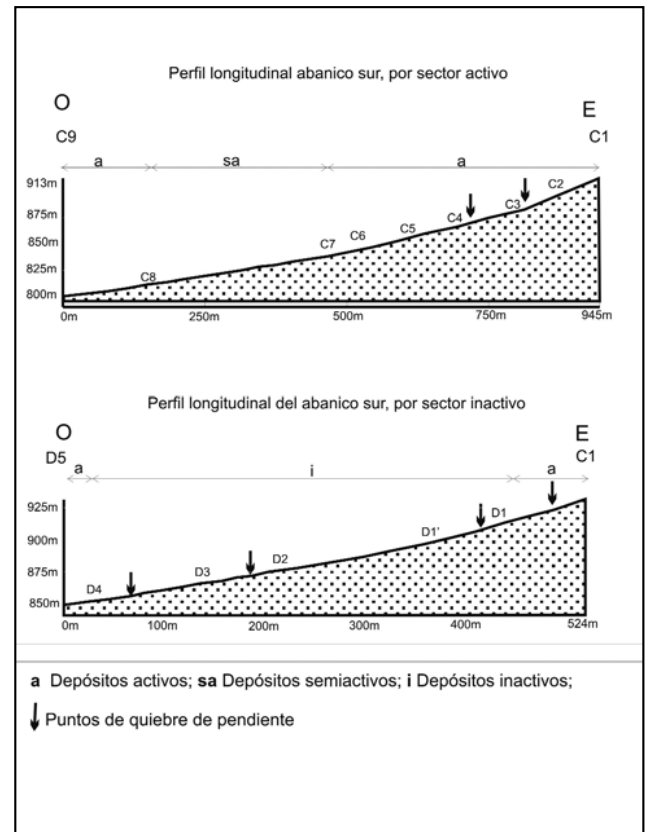 Perfil longitudinal abanico sur, por sector activo
O E
C9 C1
a sa a
913m
875m
850m
825m
800m
C8 C7 C6 C5 C4 C3 C2
0m 250m 500m 750m 945m
Perfil longitudinal del abanico sur, por sector inactivo
O E
D5 C1
a i a
925m
900m
875m
850m
D4 D3 D2 D1' D1
0m 100m 200m 300m 400m 524m
a Depósitos activos; sa Depósitos semiactivos; i Depósitos inactivos;
Puntos de quiebre de pendiente